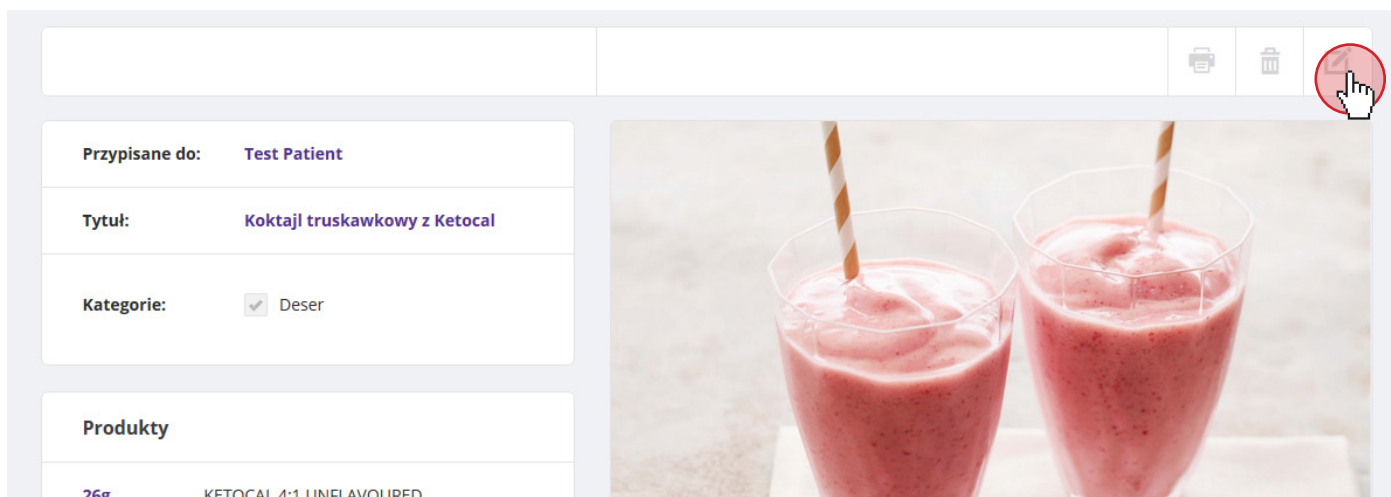 Przypisane do: Test Patient
Tytuł: Koktajl truskawkowy z Ketocal
Kategorie: Deser
Produkty
26g KETOCAL 4:1 UNFLAVOURED